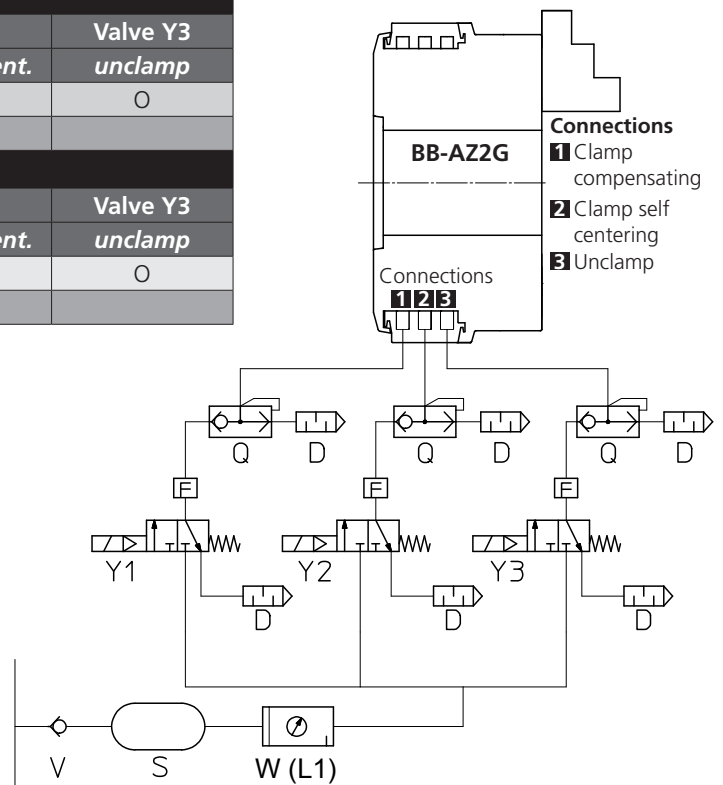 Valve Y3
ent. unclamp
O
Valve Y3
ent. unclamp
O
BB-AZ2G
Connections
1 Clamp
compensating
2 Clamp self
centering
3 Unclamp
Connections
1 2 3
Q D Q D Q D
F F F
Y1 Y2 Y3
D D D
V S W (L1)